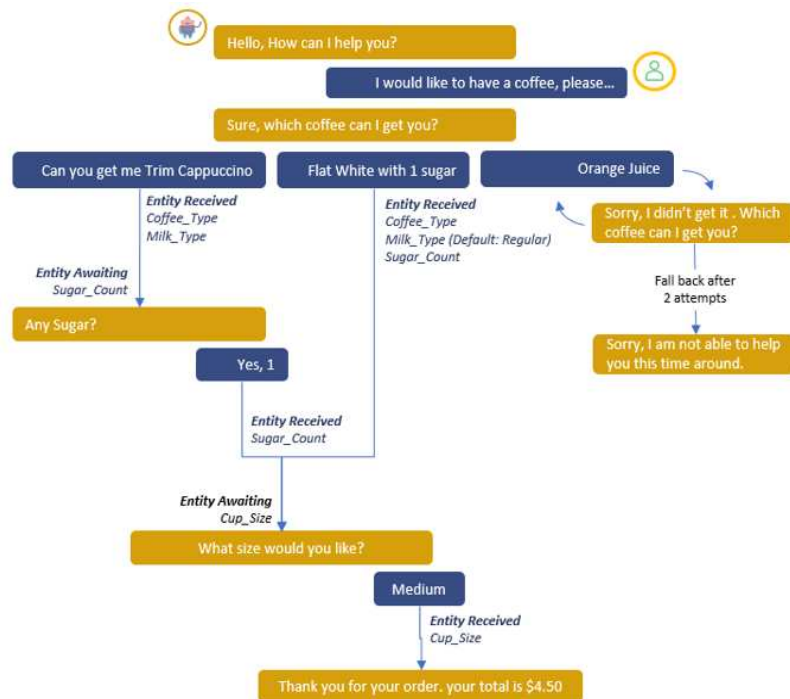 Hello, How can I help you?
I would like to have a coffee, please…
Sure, which coffee can I get you?
Can you get me Trim Cappuccino
Flat White with 1 sugar
Orange Juice
Entity Received
Coffee_Type
Milk_Type
Entity Received
Coffee_Type
Milk_Type (Default: Regular)
Sugar_Count
Sorry, I didn't get it . Which
coffee can I get you?
Entity Awaiting
Sugar_Count
Fall back after
2 attempts
Any Sugar?
Sorry, I am not able to help
you this time around.
Yes, 1
Entity Received
Sugar_Count
Entity Awaiting
Cup_Size
What size would you like?
Medium
Entity Received
Cup_Size
Thank you for your order. your total is $4.50